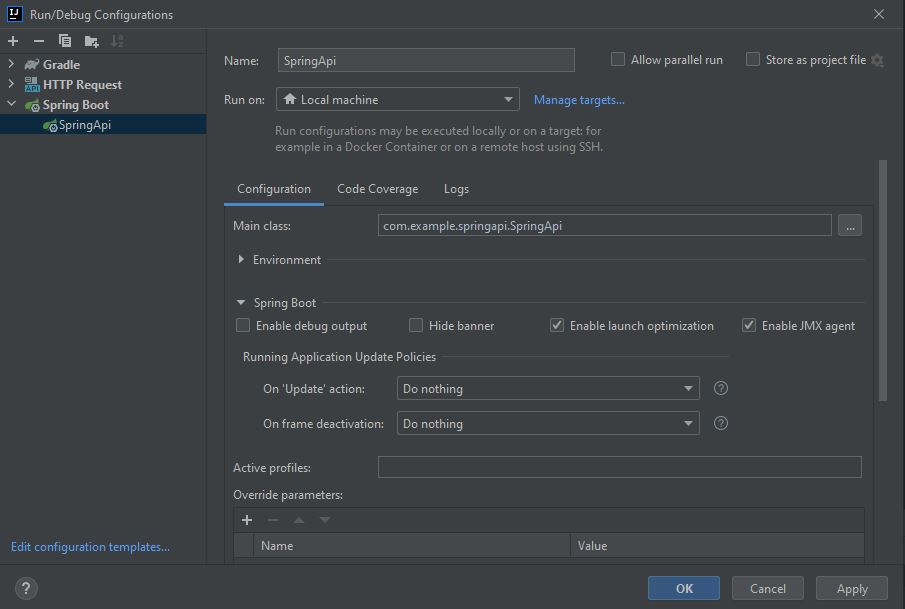 Run/Debug Configurations
Gradle
HTTP Request
Spring Boot
SpringApi
Edit configuration templates...
Name: SpringApi Allow parallel run Store as project file
Run on: Local machine Manage targets...
Run configurations may be executed locally or on a target: for
example in a Docker Container or on a remote host using SSH.
Configuration Code Coverage Logs
Main class: com.example.springapi.SpringApi ...
Environment
Spring Boot
Enable debug output Hide banner Enable launch optimization Enable JMX agent
Running Application Update Policies
On 'Update' action: Do nothing ?
On frame deactivation: Do nothing ?
Active profiles:
Override parameters:
Name Value
? OK Cancel Apply